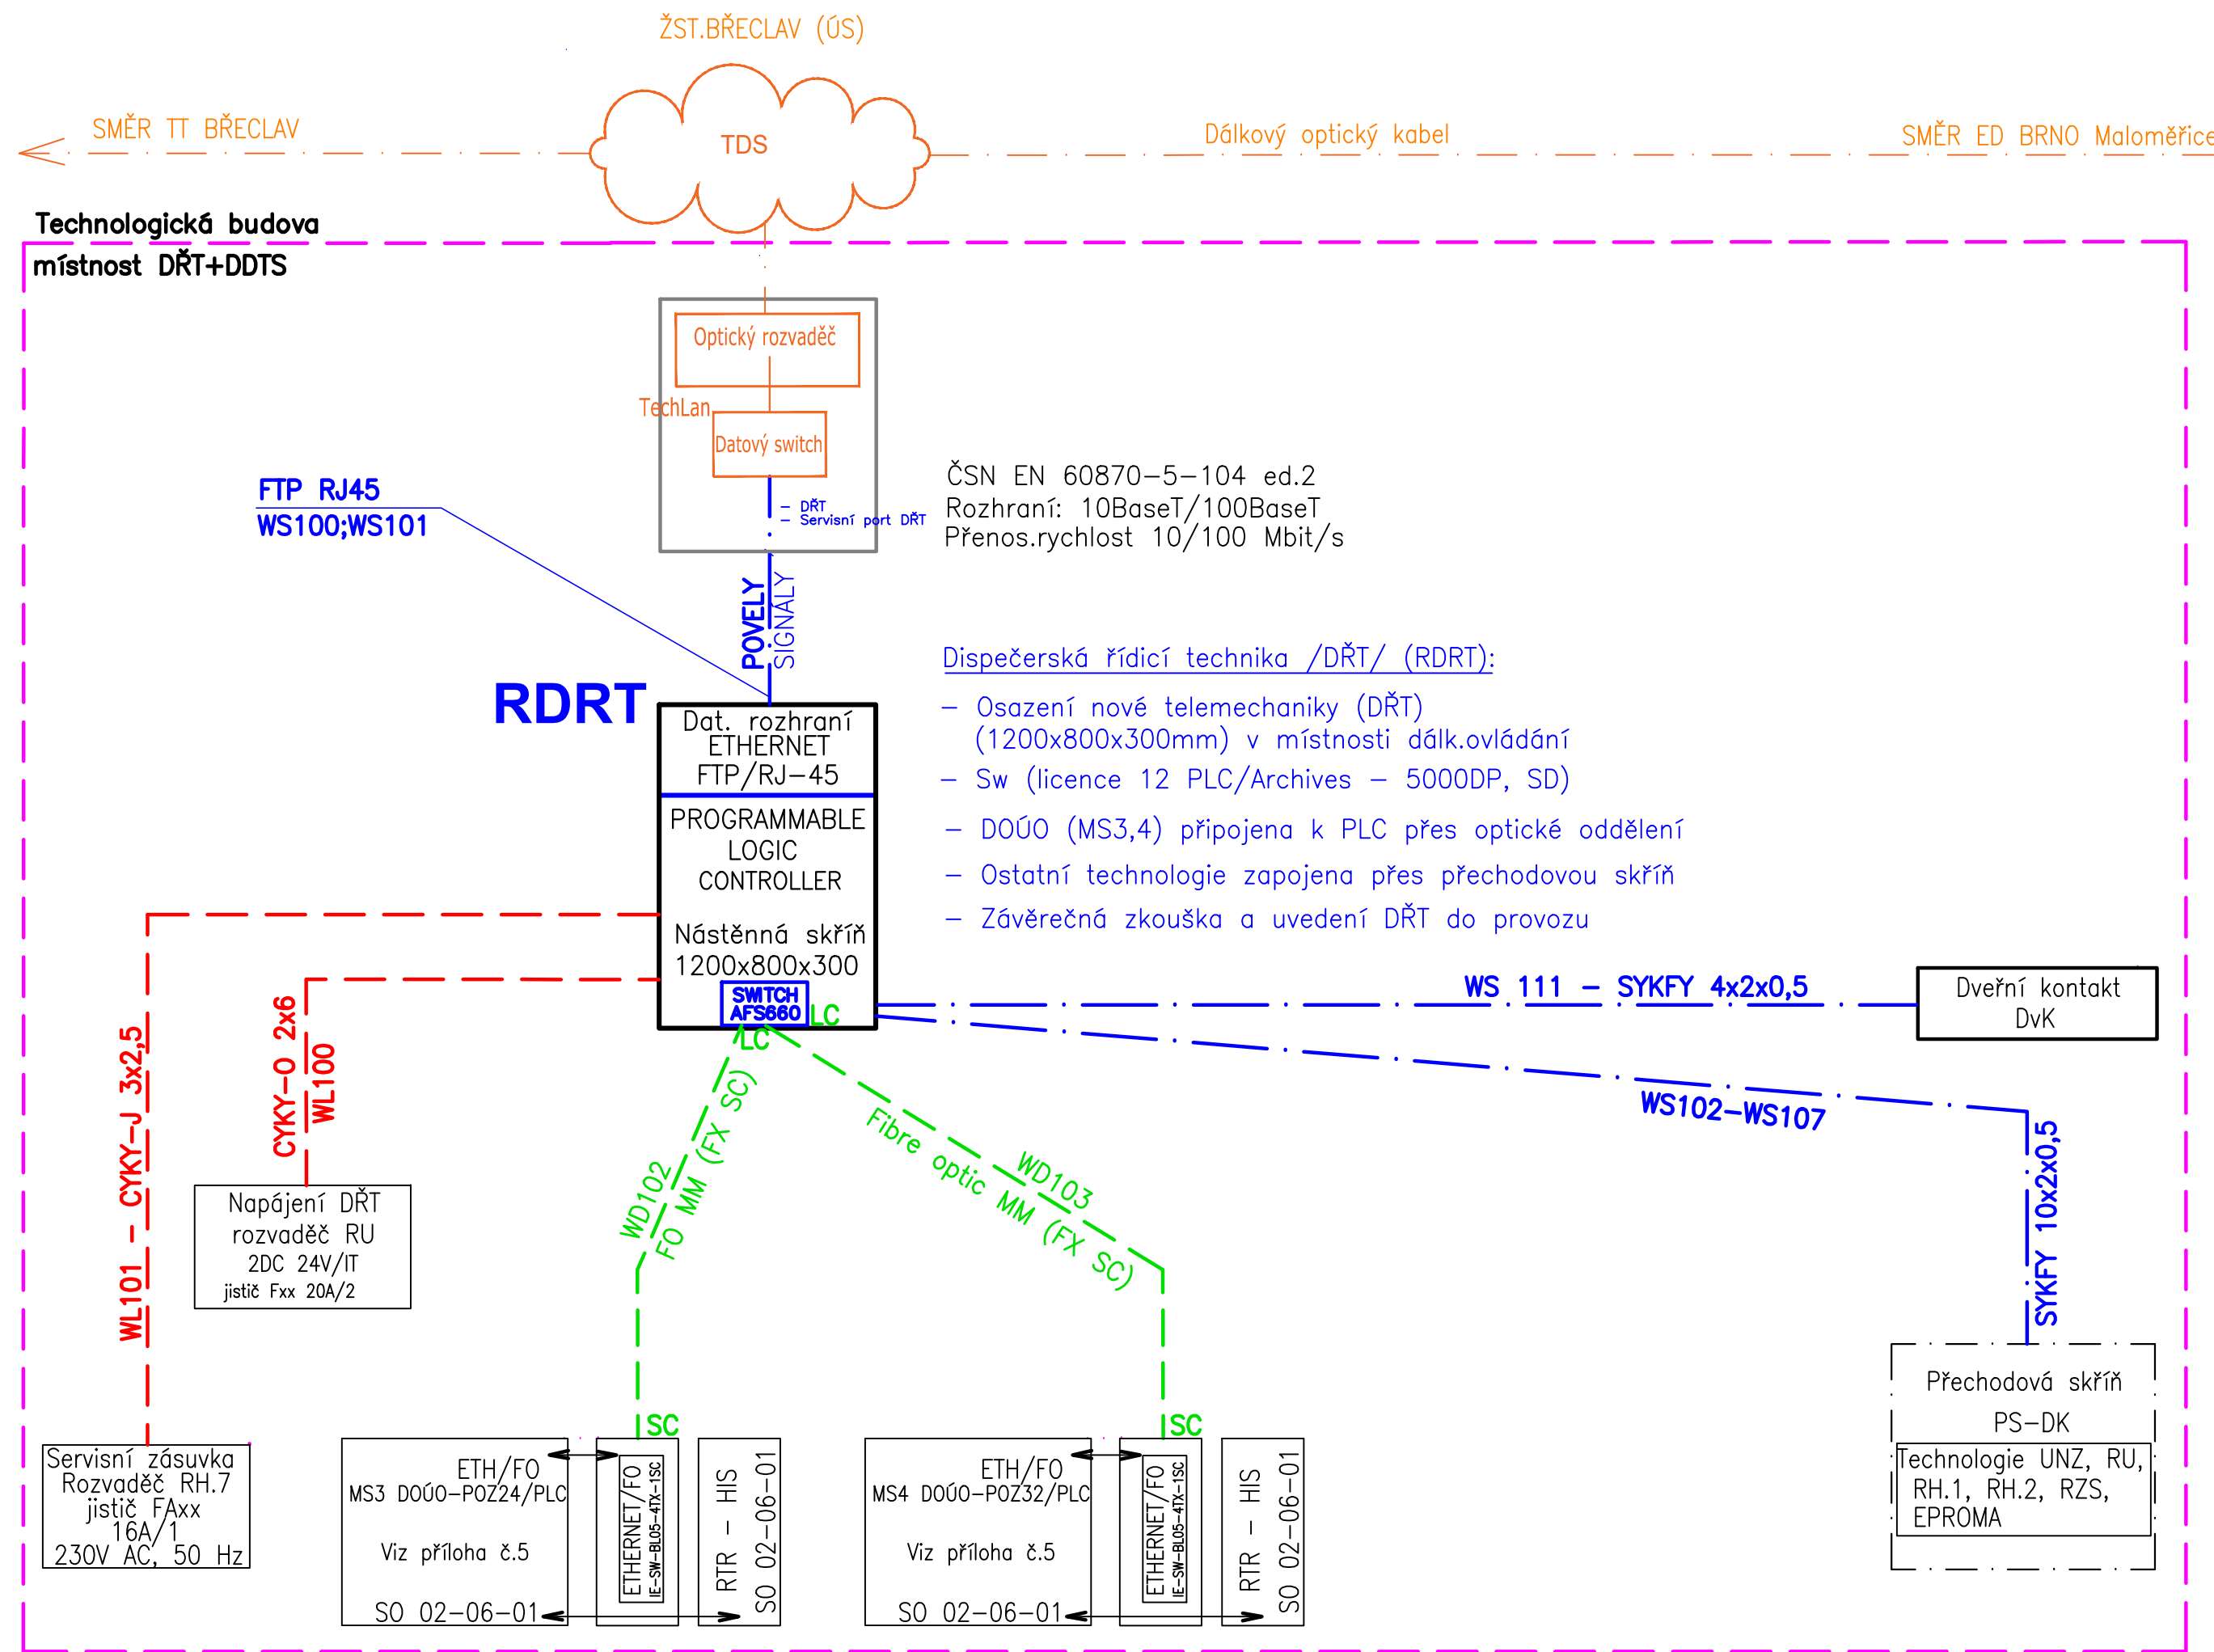 ŽST.BŘECLAV (ÚS)
SMĚR TT BŘECLAV
TDS
Dálkový optický kabel
SMĚR ED BRNO Maloměřice
Technologická budova
místnost DŘT+DDTS
Optický rozvaděč
TechLan
Datový switch
- DŘT
- Servisní port DŘT
FTP RJ45
WS100;WS101
ČSN EN 60870-5-104 ed.2
Rozhraní: 10BaseT/100BaseT
Přenos.rychlost 10/100 Mbit/s
POVELY
SIGNÁLY
RDRT
Dat. rozhraní
ETHERNET
FTP/RJ-45
PROGRAMMABLE
LOGIC
CONTROLLER
Nástěnná skříň
1200x800x300
SWITCH
AFS660
LC
LC
Dispečerská řídicí technika /DŘT/ (RDRT):
- Osazení nové telemechaniky (DŘT)
(1200x800x300mm) v místnosti dálk.ovládání
- Sw (licence 12 PLC/Archives - 5000DP, SD)
- DOÚO (MS3,4) připojena k PLC přes optické oddělení
- Ostatní technologie zapojena přes přechodovou skříň
- Závěrečná zkouška a uvedení DŘT do provozu
WS 111 - SYKFY 4x2x0,5
Dveřní kontakt
DvK
WS102-WS107
SYKFY 10x2x0,5
WL101 - CYKY-J 3x2,5
CYKY-O 2x6
WL100
Napájení DŘT
rozvaděč RU
2DC 24V/IT
jistič Fxx 20A/2
WD102
FO MM (FX SC)
WD103
Fibre optic MM (FX SC)
Servisní zásuvka
Rozvaděč RH.7
jistič FAxx
16A/1
230V AC, 50 Hz
SC
ETH/FO
MS3 DOÚO-POZ24/PLC
Viz příloha č.5
SO 02-06-01
ETHERNET/FO
IE-SW-BL05-4TX-1SC
RTR - HIS
SO 02-06-01
SC
ETH/FO
MS4 DOÚO-POZ32/PLC
Viz příloha č.5
SO 02-06-01
ETHERNET/FO
IE-SW-BL05-4TX-1SC
RTR - HIS
SO 02-06-01
Přechodová skříň
PS-DK
Technologie UNZ, RU,
RH.1, RH.2, RZS,
EPROMA